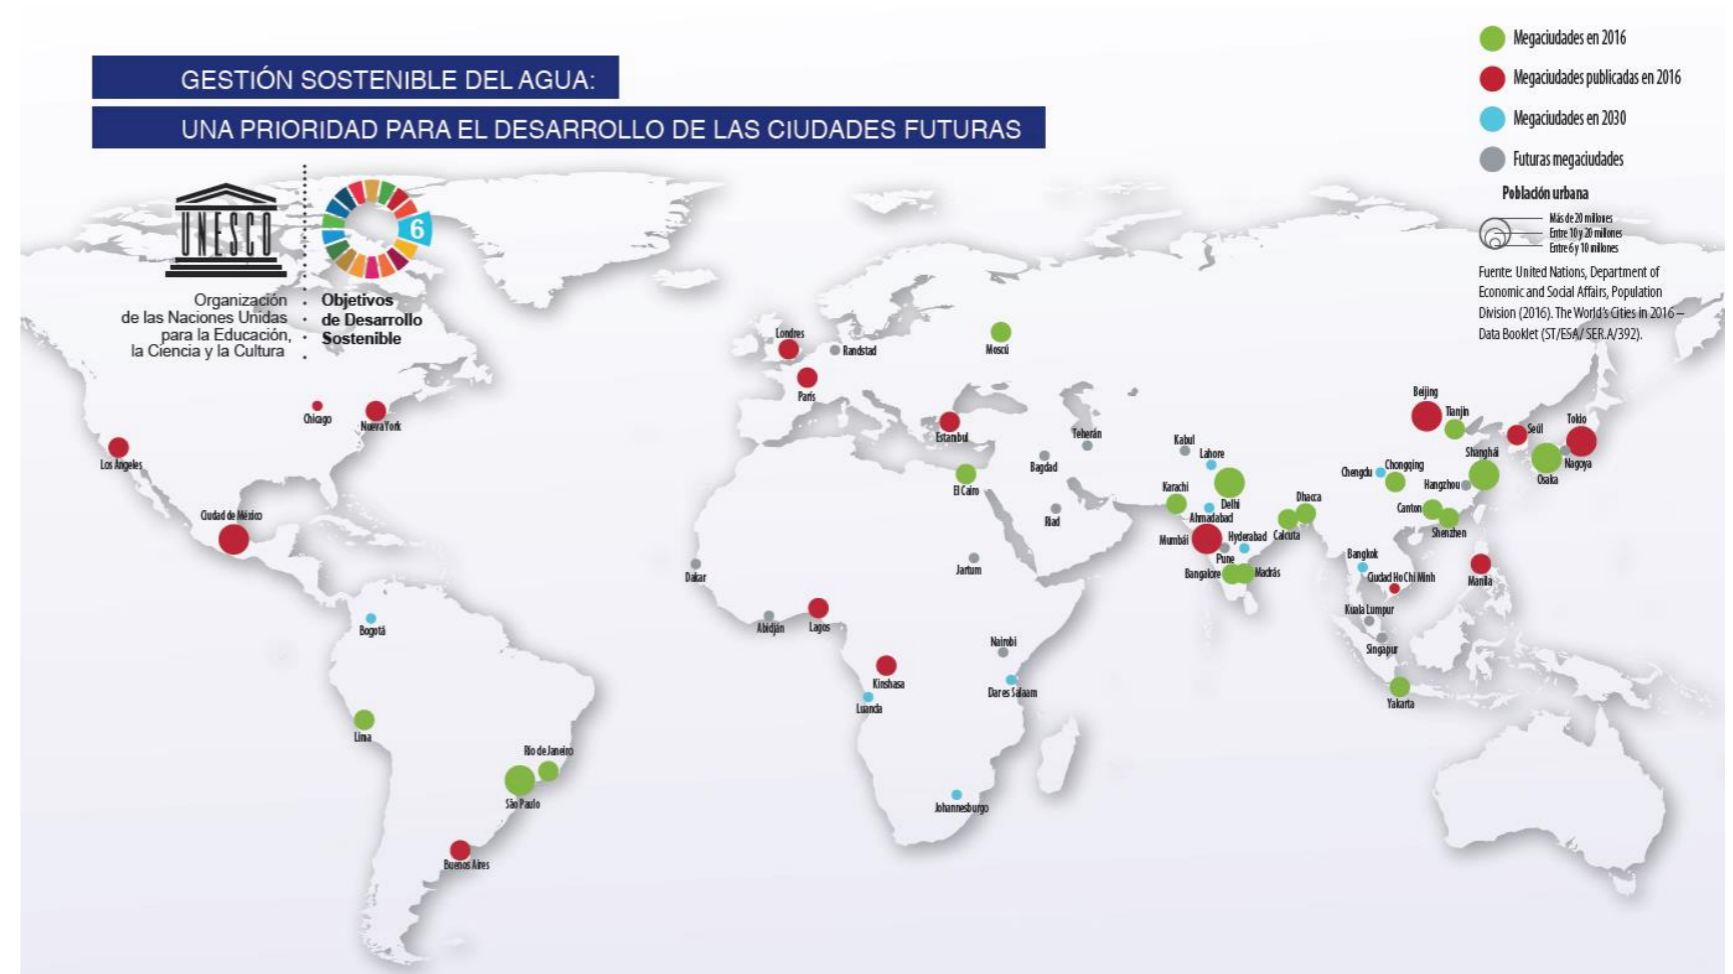 GESTIÓN SOSTENIBLE DEL AGUA:
UNA PRIORIDAD PARA EL DESARROLLO DE LAS CIUDADES FUTURAS
UNESCO
6
Organización
de las Naciones Unidas
para la Educación,
la Ciencia y la Cultura
Objetivos
de Desarrollo
Sostenible
Megaciudades en 2016
Megaciudades publicadas en 2016
Megaciudades en 2030
Futuras megaciudades
Población urbana
Más de 20 millones
Entre 10 y 20 millones
Entre 6 y 10 millones
Fuente: United Nations, Department of
Economic and Social Affairs, Population
Division (2016). The World's Cities in 2016 –
Data Booklet (ST/ESA/ SER.A/392).
Londres
Randstad
Moscú
París
Chicago
Nueva York
Los Ángeles
Estambul
Teherán
Bagdad
El Cairo
Riad
Kabul
Lahore
Karachi
Delhi
Ahmadabad
Dhacca
Mumbái
Hyderabad
Calcuta
Pune
Bangalore
Madrás
Beijing
Tianjin
Seúl
Tokio
Nagoya
Osaka
Shanghái
Chengdu
Chongqing
Hangzhou
Canton
Shenzhen
Bangkok
Ciudad Ho Chi Minh
Manila
Kuala Lumpur
Singapur
Yakarta
Ciudad de México
Dakar
Jartum
Abidján
Lagos
Nairobi
Kinshasa
Dar es Salaam
Luanda
Johannesburgo
Bogotá
Lima
Río de Janeiro
São Paulo
Buenos Aires